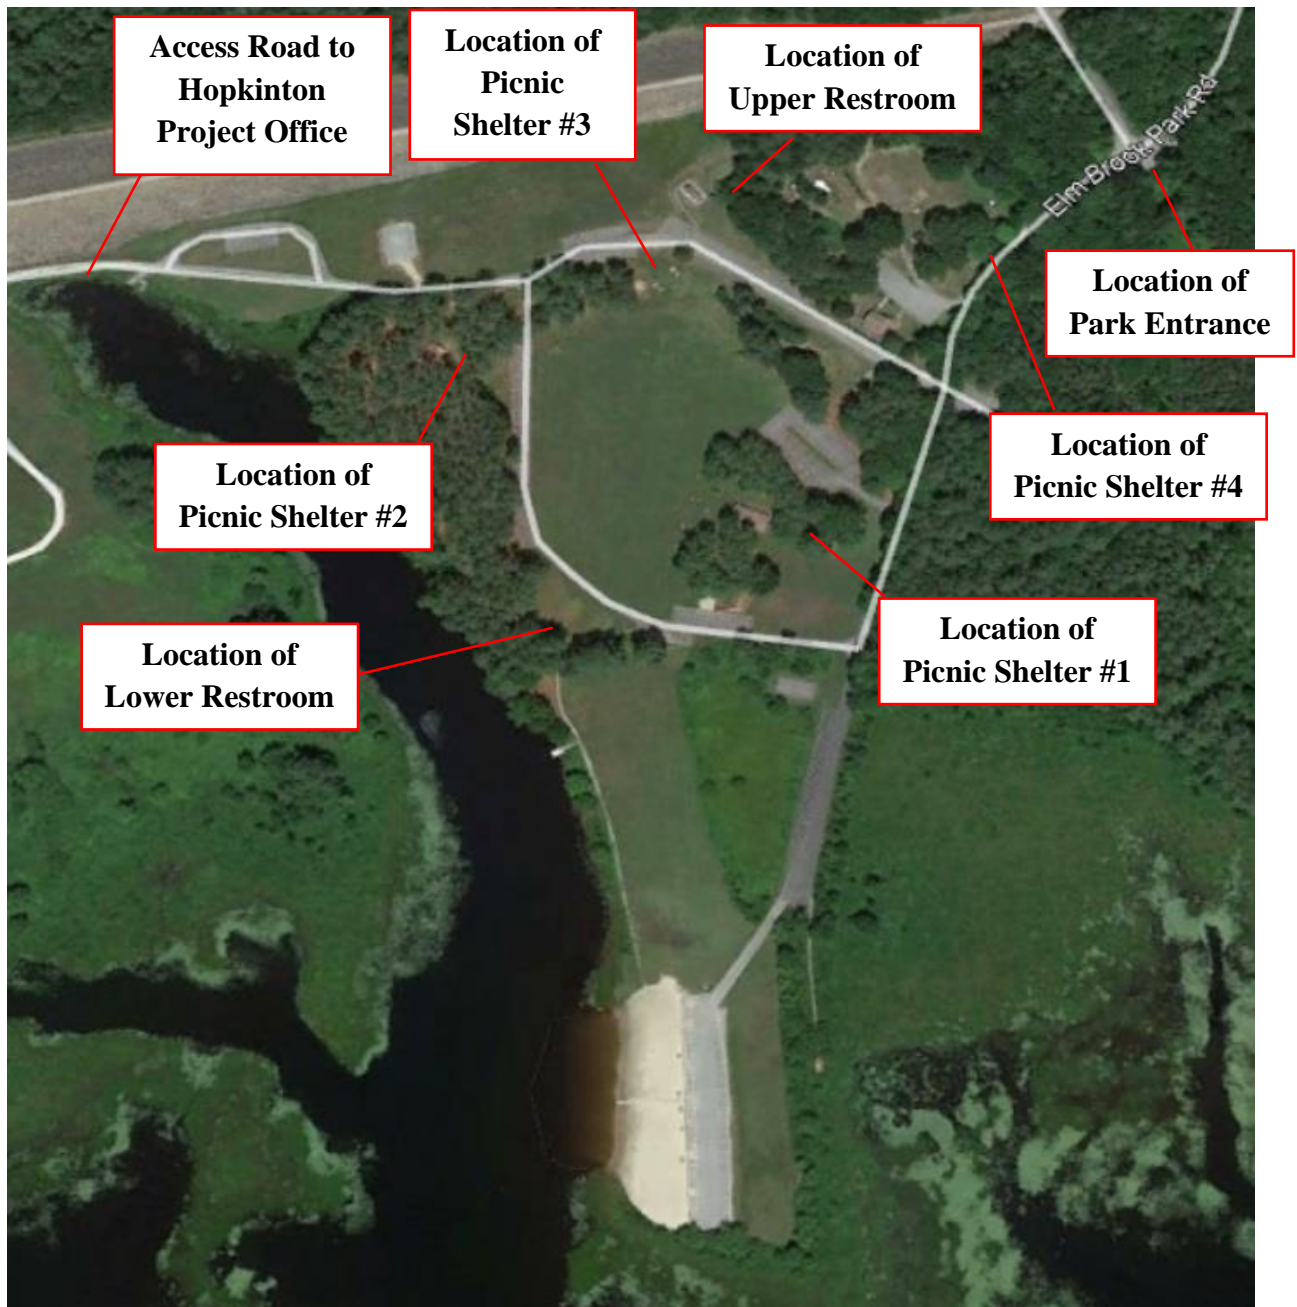 Access Road to
Hopkinton
Project Office
Location of
Picnic
Shelter #3
Location of
Upper Restroom
Elm Brook Park Rd
Location of
Park Entrance
Location of
Picnic Shelter #2
Location of
Picnic Shelter #4
Location of
Lower Restroom
Location of
Picnic Shelter #1